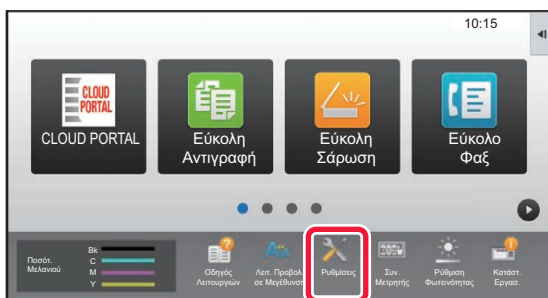 10:15
CLOUD
PORTAL
CLOUD PORTAL
Εύκολη
Αντιγραφή
Εύκολη
Σάρωση
Εύκολο
Φαξ
Ποσότ.
Μελανιού
Bk
C
M
Y
Οδηγός
Λειτουργιών
Λειτ. Προβολ.
σε Μεγέθυνση
Ρυθμίσεις
Συν.
Μετρητής
Ρύθμιση
Φωτεινότητας
Κατάστ.
Εργασ.